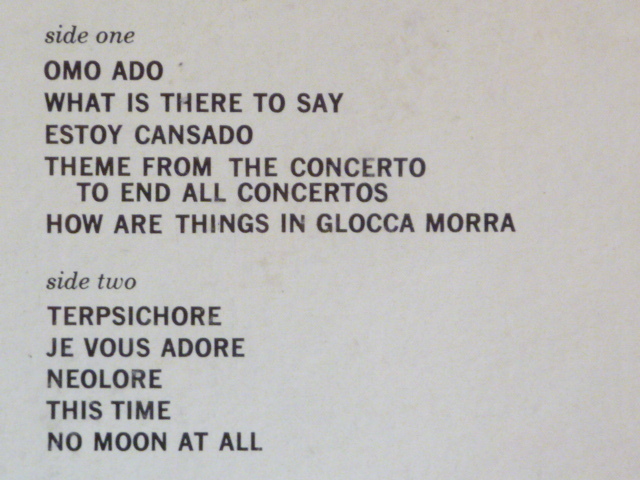 side one
OMO ADO
WHAT IS THERE TO SAY
ESTOY CANSADO
THEME FROM THE CONCERTO
TO END ALL CONCERTOS
HOW ARE THINGS IN GLOCCA MORRA
side two
TERPSICHORE
JE VOUS ADORE
NEOLORE
THIS TIME
NO MOON AT ALL